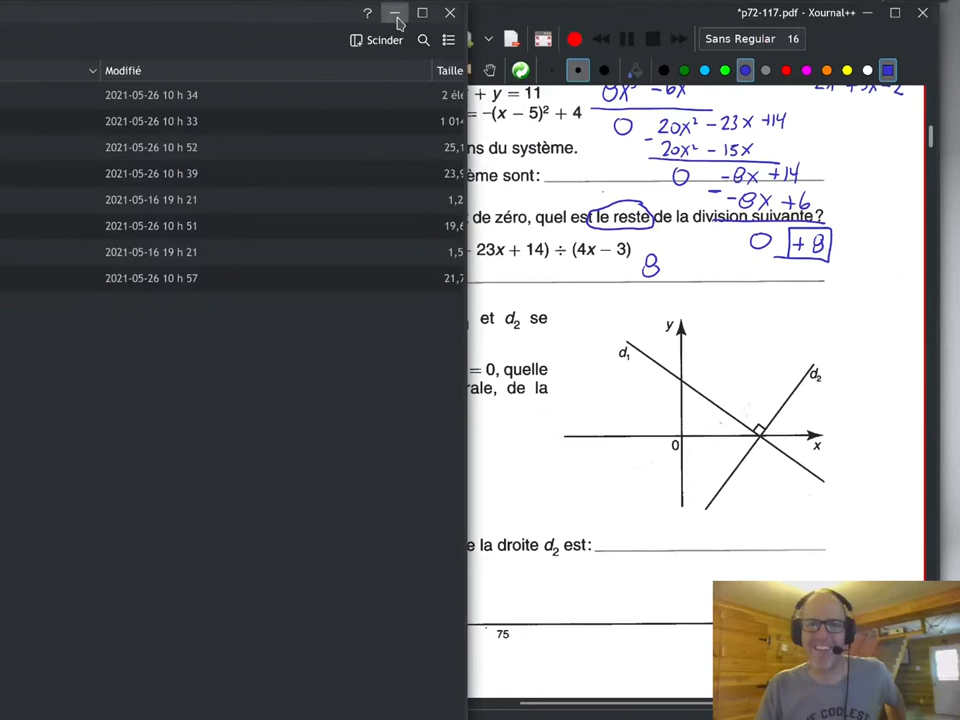 ?
*p72-117.pdf • Xournal++
Scinder
Sans Regular 16
Modifié Taille
2021-05-26 10 h 34
2021-05-26 10 h 33
2021-05-26 10 h 52
2021-05-26 10 h 39
2021-05-16 19 h 21
2021-05-26 10 h 51
2021-05-16 19 h 21
2021-05-26 10 h 57
+ y = 11
= –(x – 5)² + 4
- 6x
0 20x² - 23x +14
- 20x² - 15x
ns du système.
0 -8x +14
ème sont:
- -8x +6
de zéro, quel est le reste de la division suivante?
0 +8
23x + 14) ÷ (4x – 3)
8
et d₂ se
= 0, quelle
rale, de la
y
d₁
d₂
0
x
e la droite d₂ est:
75
COOLEST